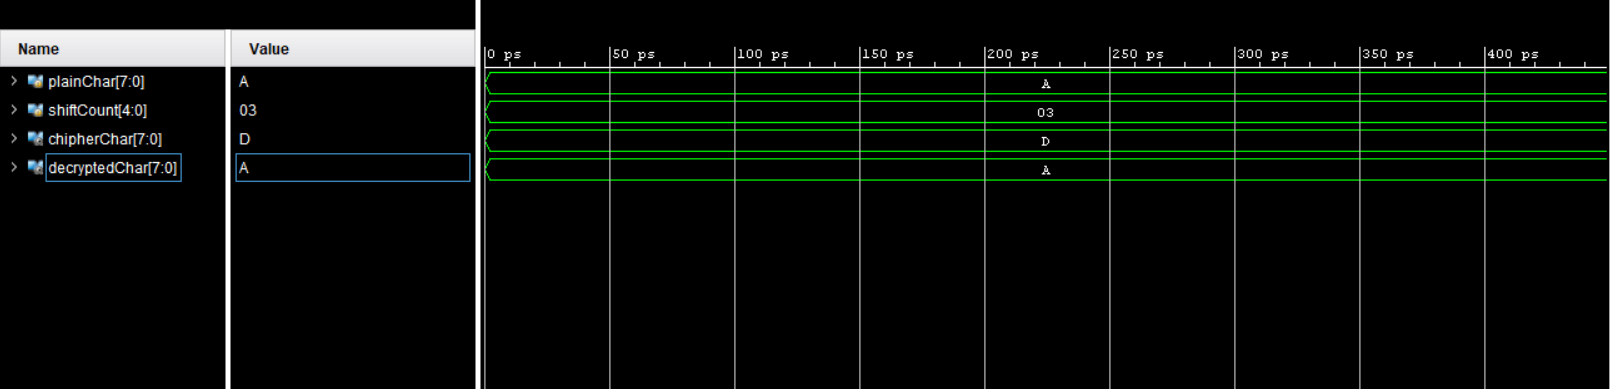 Name Value
0 ps 50 ps 100 ps 150 ps 200 ps 250 ps 300 ps 350 ps 400 ps
plainChar[7:0] A A
shiftCount[4:0] 03 03
chipherChar[7:0] D D
decryptedChar[7:0] A A